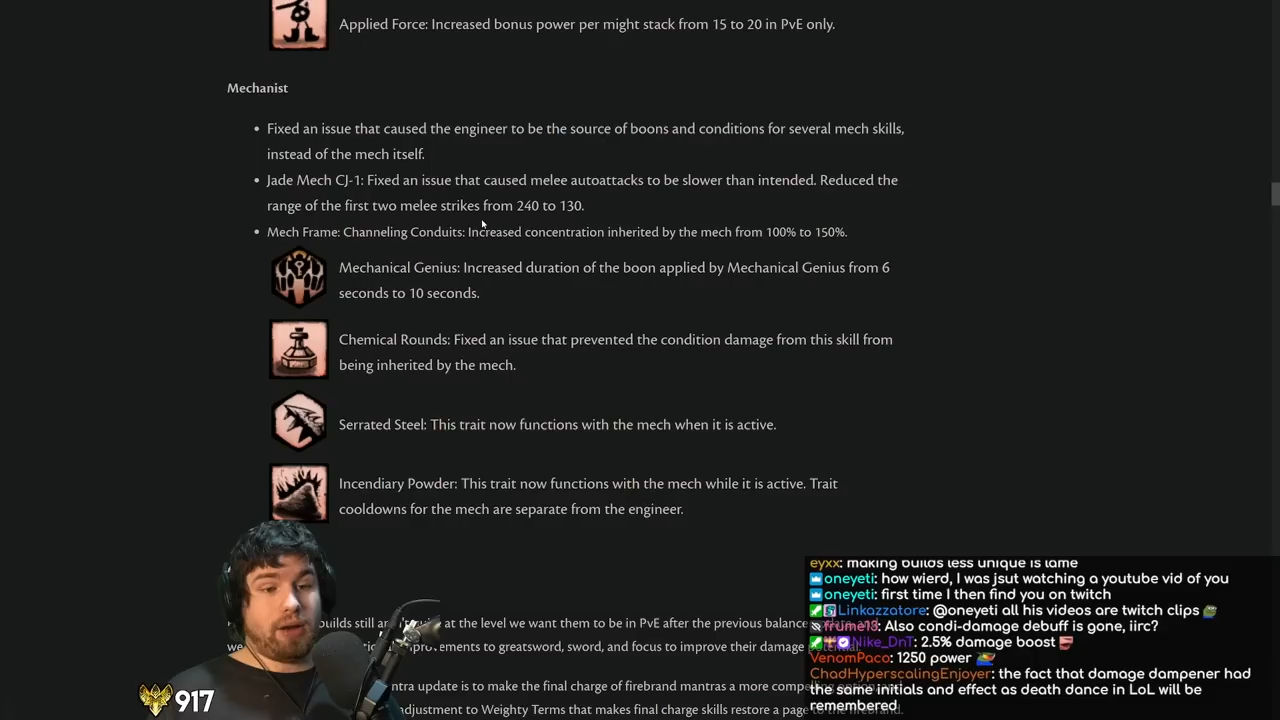 Applied Force: Increased bonus power per might stack from 15 to 20 in PvE only.
Mechanist
• Fixed an issue that caused the engineer to be the source of boons and conditions for several mech skills,
instead of the mech itself.
• Jade Mech CJ-1: Fixed an issue that caused melee autoattacks to be slower than intended. Reduced the
range of the first two melee strikes from 240 to 130.
• Mech Frame: Channeling Conduits: Increased concentration inherited by the mech from 100% to 150%.
Mechanical Genius: Increased duration of the boon applied by Mechanical Genius from 6
seconds to 10 seconds.
Chemical Rounds: Fixed an issue that prevented the condition damage from this skill from
being inherited by the mech.
Serrated Steel: This trait now functions with the mech when it is active.
Incendiary Powder: This trait now functions with the mech while it is active. Trait
cooldowns for the mech are separate from the engineer.
builds still at the level we want them to be in PvE after the previous balance
to greatsword, sword, and focus to improve their damage
update is to make the final charge of firebrand mantras a more
adjustment to Weighty Terms that makes final charge skills restore a page
917
eyxx: making builds less unique is lame
oneyeti: how wierd, I was jsut watching a youtube vid of you
oneyeti: first time I then find you on twitch
Linkazzatore: @oneyeti all his videos are twitch clips
frume13: Also condi-damage debuff is gone, iirc?
Nike_DnT: 2.5% damage boost
VenomPaco: 1250 power
ChadHyperscalingEnjoyer: the fact that damage dampener had
the same initials and effect as death dance in LoL will be
remembered